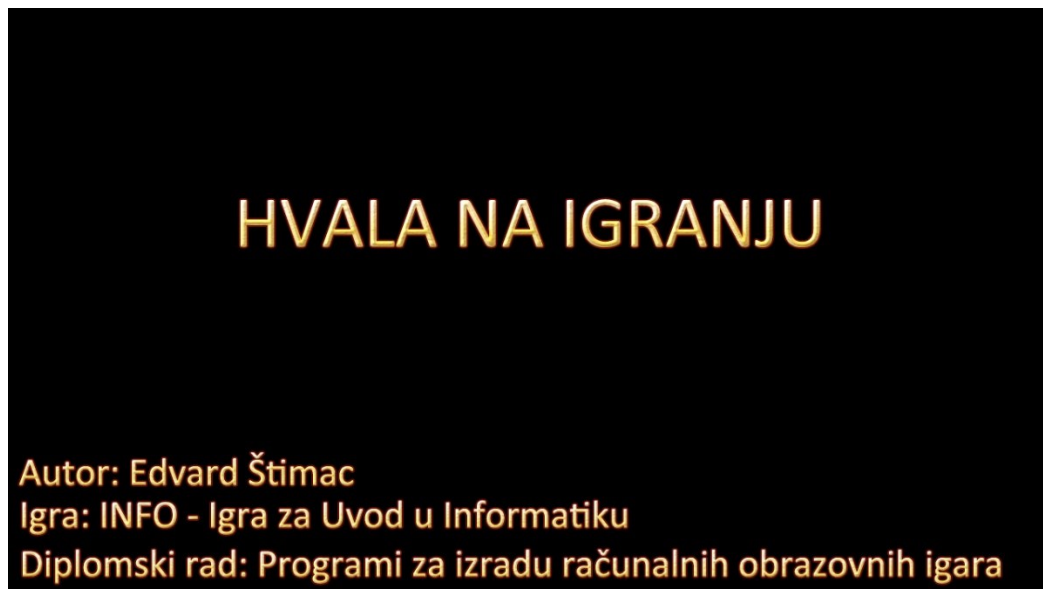 HVALA NA IGRANJU
Autor: Edvard Štimac
Igra: INFO - Igra za Uvod u Informatiku
Diplomski rad: Programi za izradu računalnih obrazovnih igara